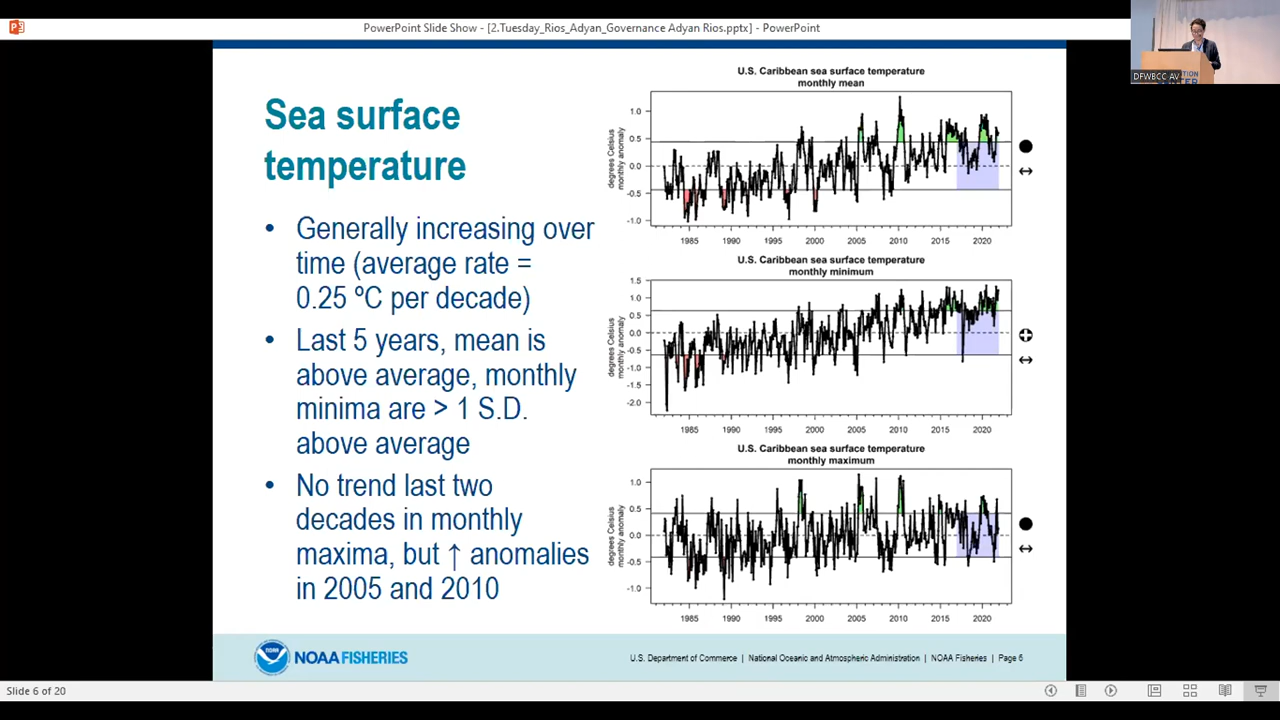 PowerPoint Slide Show - [2.Tuesday_Rios_Adyan_Governance Adyan Rios.pptx] - PowerPoint
DFWBCC AV
Sea surface
temperature
• Generally increasing over
time (average rate =
0.25 ºC per decade)
• Last 5 years, mean is
above average, monthly
minima are > 1 S.D.
above average
• No trend last two
decades in monthly
maxima, but ↑ anomalies
in 2005 and 2010
U.S. Caribbean sea surface temperature
monthly mean
degrees Celsius
monthly anomaly
1.0
0.5
0.0
-0.5
-1.0
1985 1990 1995 2000 2005 2010 2015 2020
U.S. Caribbean sea surface temperature
monthly minimum
degrees Celsius
monthly anomaly
1.5
1.0
0.5
0.0
-0.5
-1.0
-1.5
-2.0
1985 1990 1995 2000 2005 2010 2015 2020
U.S. Caribbean sea surface temperature
monthly maximum
degrees Celsius
monthly anomaly
1.0
0.5
0.0
-0.5
-1.0
1985 1990 1995 2000 2005 2010 2015 2020
NOAA FISHERIES
U.S. Department of Commerce | National Oceanic and Atmospheric Administration | NOAA Fisheries | Page 6
Slide 6 of 20